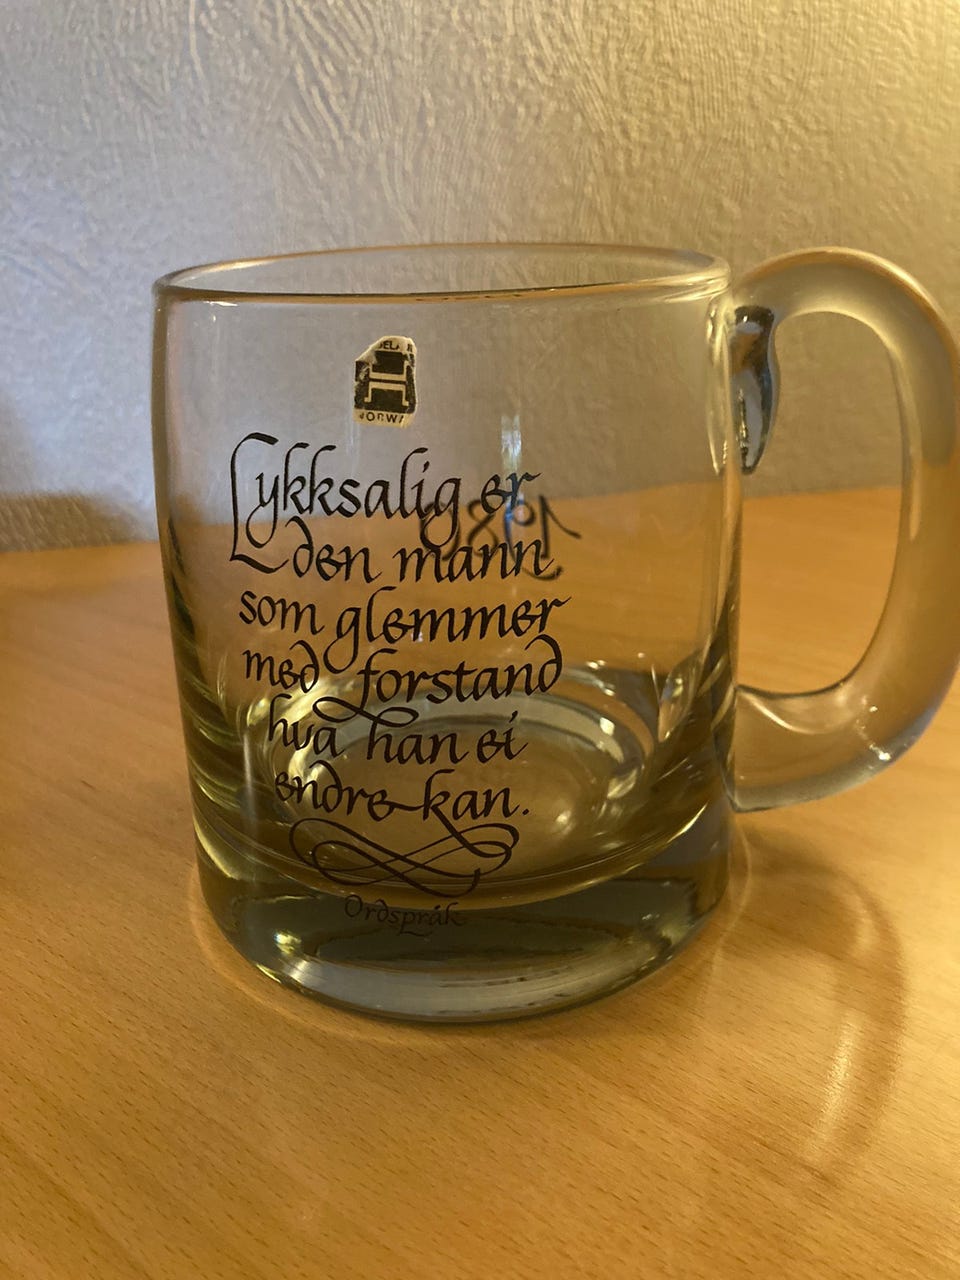 Lykksalig er
den mann
som glemmer
med forstand
hva han ei
endre kan.
Ordspråk